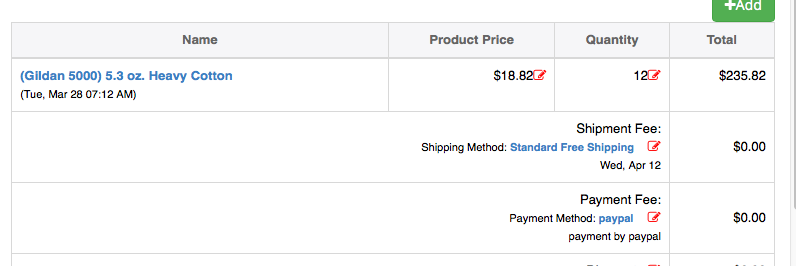 +Add
Name Product Price Quantity Total
(Gildan 5000) 5.3 oz. Heavy Cotton $18.82 12 $235.82
(Tue, Mar 28 07:12 AM)
Shipment Fee:
Shipping Method: Standard Free Shipping $0.00
Wed, Apr 12
Payment Fee:
Payment Method: paypal $0.00
payment by paypal